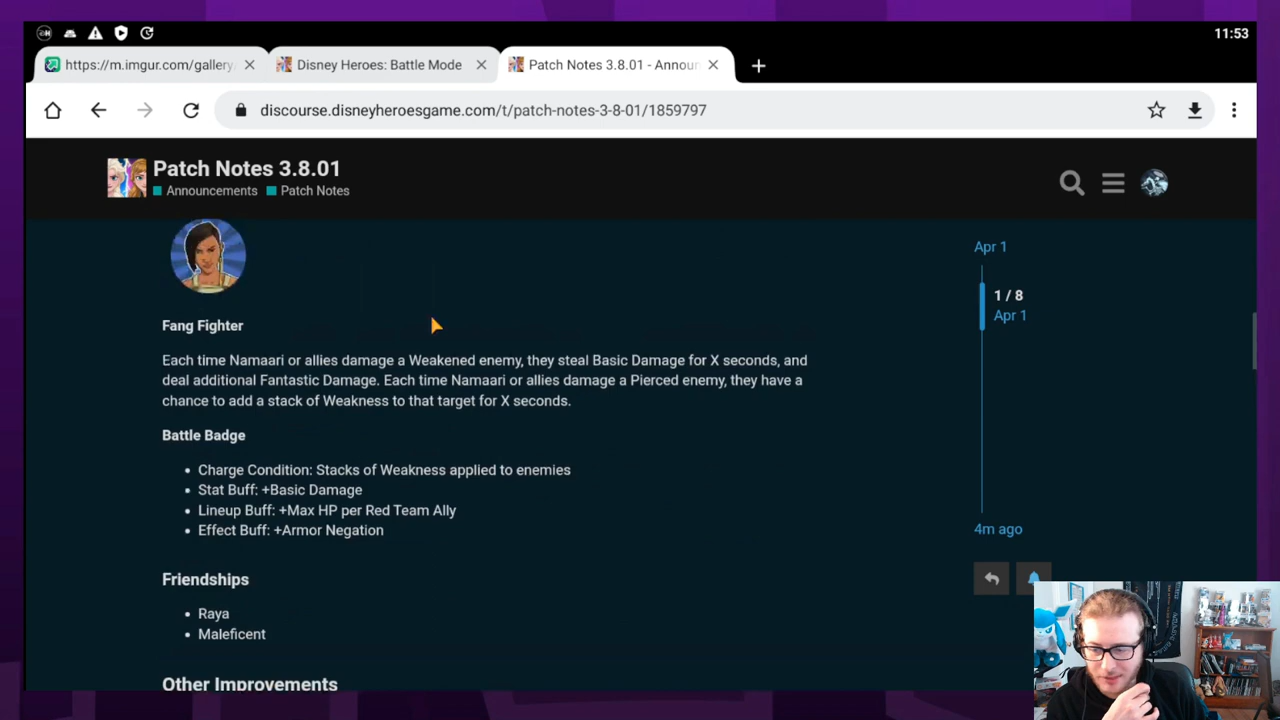 11:53
https://m.imgur.com/gallery/
Disney Heroes: Battle Mode
Patch Notes 3.8.01 - Announ
discourse.disneyheroesgame.com/t/patch-notes-3-8-01/1859797
Patch Notes 3.8.01
Announcements Patch Notes
Apr 1
1 / 8
Apr 1
Fang Fighter
Each time Namaari or allies damage a Weakened enemy, they steal Basic Damage for X seconds, and
deal additional Fantastic Damage. Each time Namaari or allies damage a Pierced enemy, they have a
chance to add a stack of Weakness to that target for X seconds.
Battle Badge
• Charge Condition: Stacks of Weakness applied to enemies
• Stat Buff: +Basic Damage
• Lineup Buff: +Max HP per Red Team Ally
• Effect Buff: +Armor Negation
4m ago
Friendships
• Raya
• Maleficent
Other Improvements